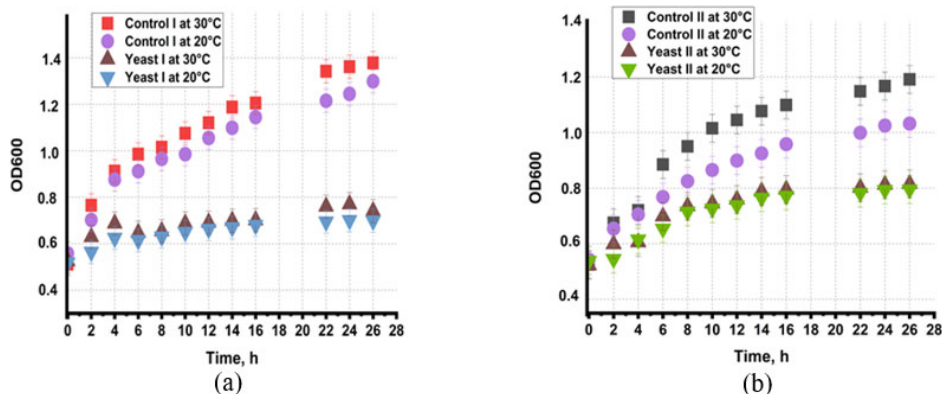 Control I at 30°C
Control I at 20°C
Yeast I at 30°C
Yeast I at 20°C
1.4
1.2
1.0
0.8
0.6
0.4
OD600
0 2 4 6 8 10 12 14 16 18 20 22 24 26 28
Time, h
(a)
Control II at 30°C
Control II at 20°C
Yeast II at 30°C
Yeast II at 20°C
1.4
1.2
1.0
0.8
0.6
0.4
OD600
0 2 4 6 8 10 12 14 16 18 20 22 24 26 28
Time, h
(b)